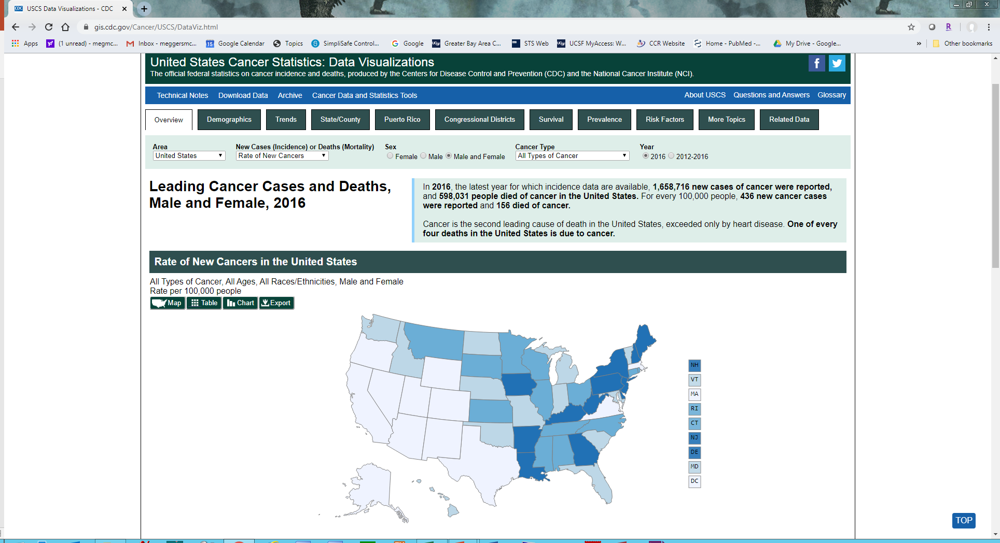 CDC USCS Data Visualizations - CDC
gis.cdc.gov/Cancer/USCS/DataViz.html
R
Apps (1 unread) - megmc... Inbox - meggersmc... 15 Google Calendar Topics SimpliSafe Control... Google Greater Bay Area C... STS Web UCSF MyAccess: W... CCR Website Home - PubMed -... My Drive - Google... » Other bookmarks
United States Cancer Statistics: Data Visualizations
The official federal statistics on cancer incidence and deaths, produced by the Centers for Disease Control and Prevention (CDC) and the National Cancer Institute (NCI).
Technical Notes Download Data Archive Cancer Data and Statistics Tools About USCS Questions and Answers Glossary
Overview Demographics Trends State/County Puerto Rico Congressional Districts Survival Prevalence Risk Factors More Topics Related Data
Area New Cases (Incidence) or Deaths (Mortality) Sex Cancer Type Year
United States Rate of New Cancers Female Male Male and Female All Types of Cancer 2016 2012-2016
Leading Cancer Cases and Deaths,
Male and Female, 2016
In 2016, the latest year for which incidence data are available, 1,658,716 new cases of cancer were reported,
and 598,031 people died of cancer in the United States. For every 100,000 people, 436 new cancer cases
were reported and 156 died of cancer.
Cancer is the second leading cause of death in the United States, exceeded only by heart disease. One of every
four deaths in the United States is due to cancer.
Rate of New Cancers in the United States
All Types of Cancer, All Ages, All Races/Ethnicities, Male and Female
Rate per 100,000 people
Map Table Chart Export
NH
VT
MA
RI
CT
NJ
DE
MD
DC
TOP